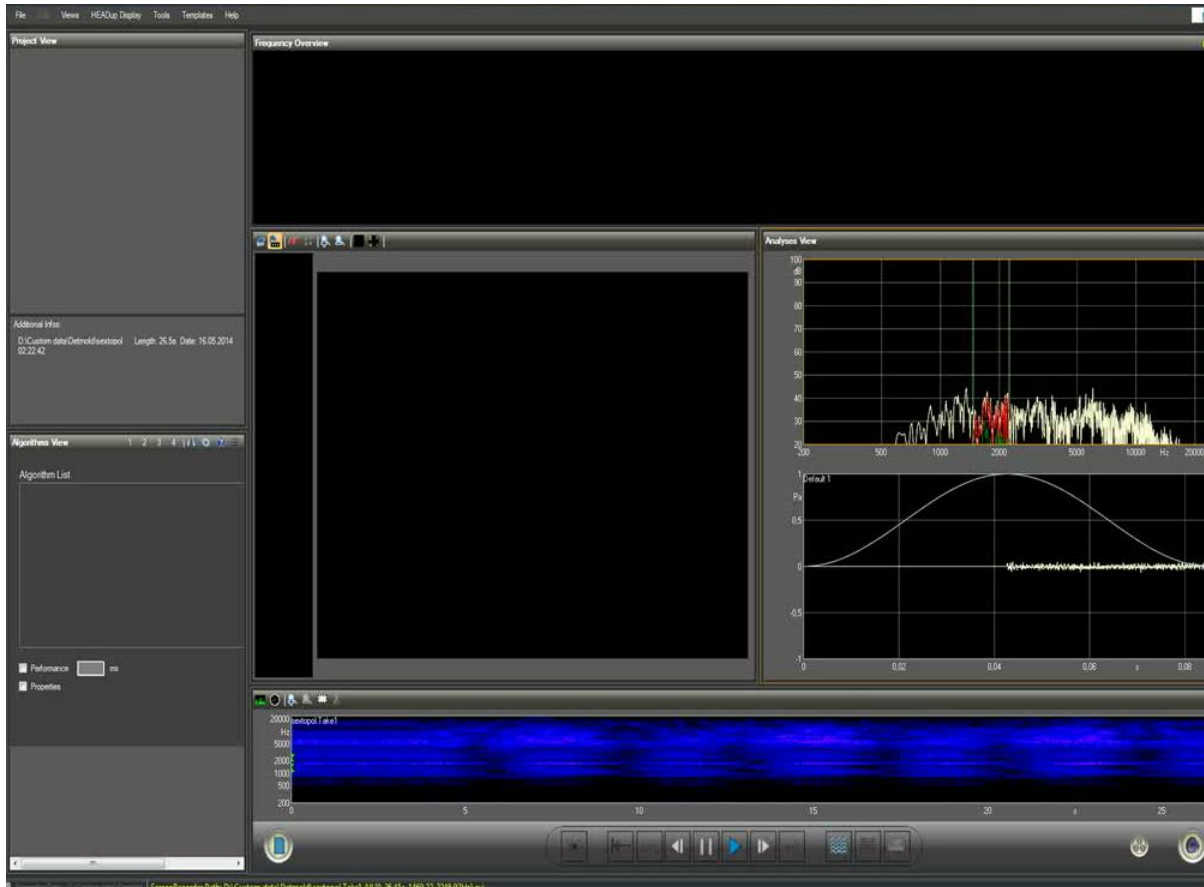 File Views HEADup Display Tools Templates Help
Project View
Frequency Overview
Additional Infos:
D:\Custom data\Detmold\sextopol Length: 26.5s Date: 16.05.2014
02:22:42
Algorithms View 1 2 3 4
Algorithm List
Performance ms
Properties
Analyses View
100
dB
90
80
70
60
50
40
30
20
200 500 1000 2000 5000 10000 Hz 20000
1 Default 1
Pa
0.5
0
-0.5
-1
0 0,02 0,04 0,06 s 0,08
20000 sextopol.Take1
Hz
5000
2000
1000
500
200
0 5 10 15 20 s 25